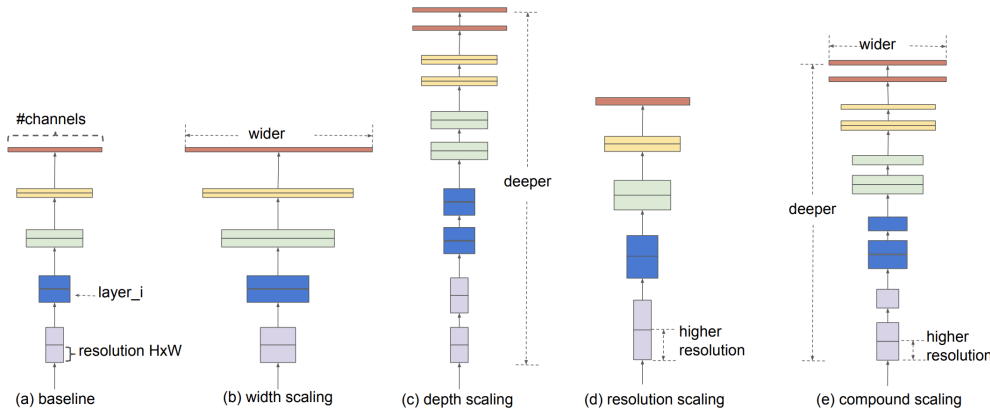 #channels
layer_i
resolution HxW
(a) baseline
wider
(b) width scaling
deeper
(c) depth scaling
higher
resolution
(d) resolution scaling
wider
deeper
higher
resolution
(e) compound scaling